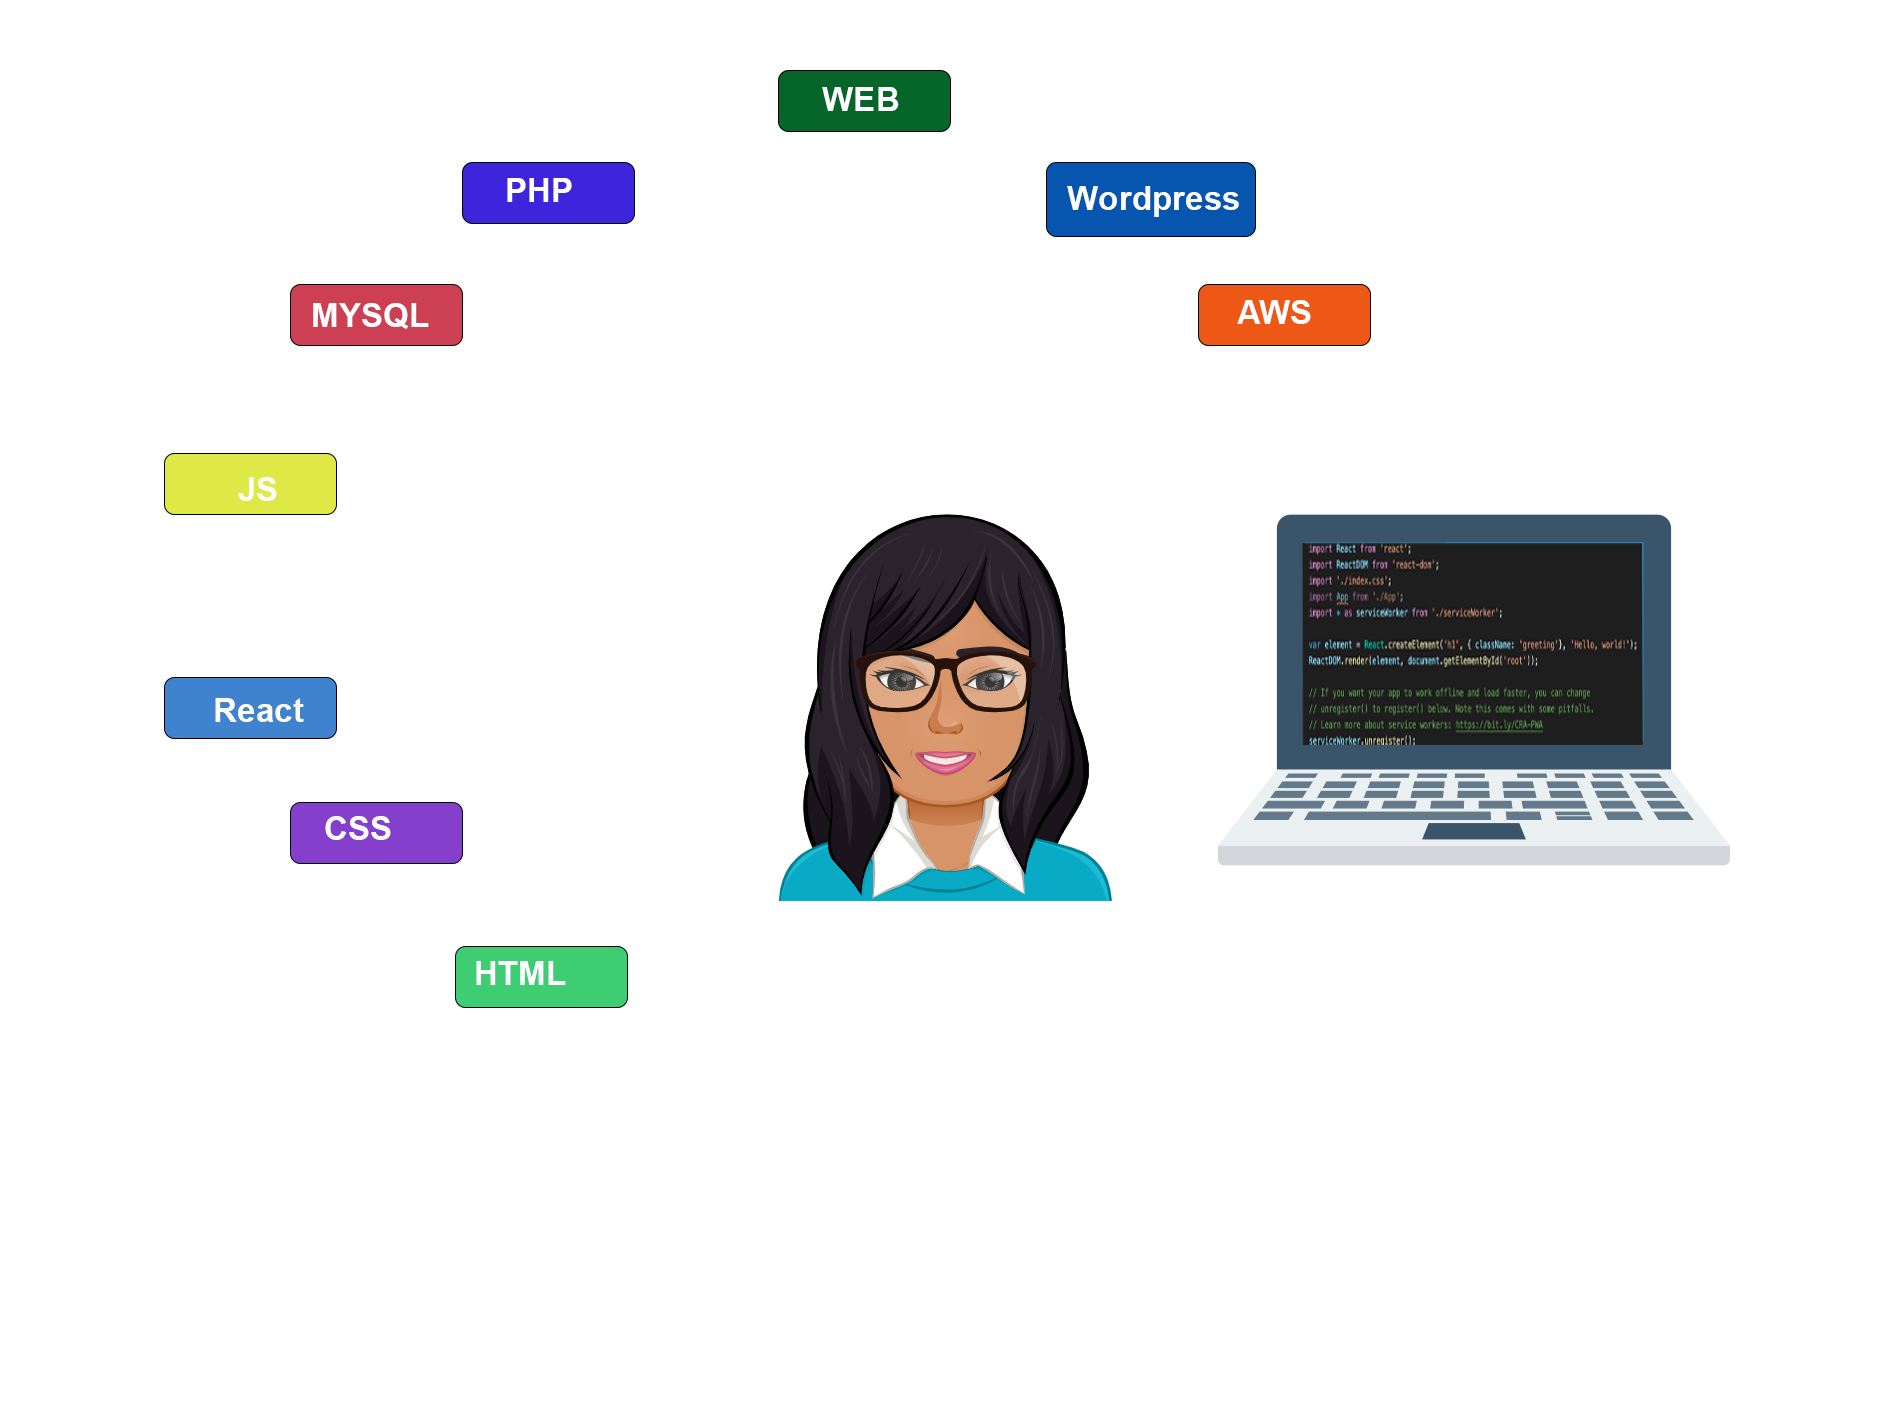 WEB
PHP
Wordpress
MYSQL
AWS
JS
React
CSS
HTML
import React from 'react';
import ReactDOM from 'react-dom';
import './index.css';
import App from './App';
import * as serviceWorker from './serviceWorker';
var element = React.createElement('h1', { className: 'greeting'}, 'Hello, world!');
ReactDOM.render(element, document.getElementById('root'));
// If you want your app to work offline and load faster, you can change
// unregister() to register() below. Note this comes with some pitfalls.
// Learn more about service workers: https://bit.ly/CRA-PWA
serviceWorker.unregister();